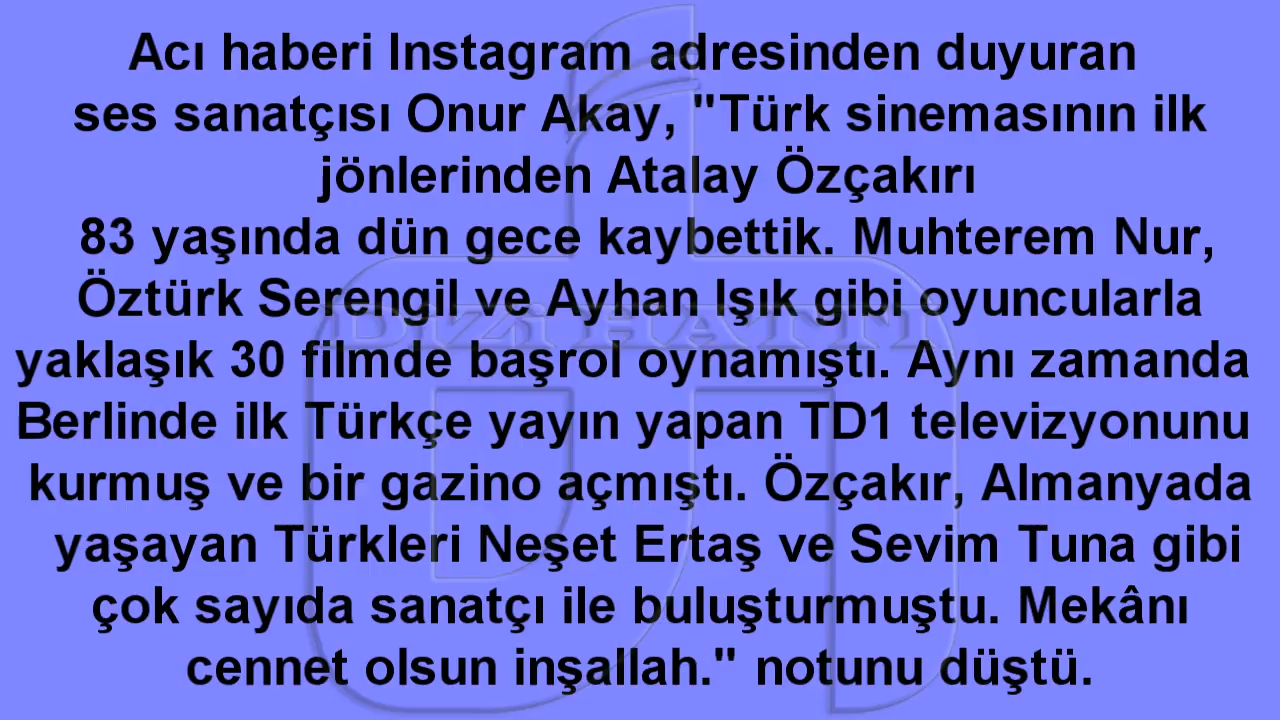 Acı haberi Instagram adresinden duyuran
ses sanatçısı Onur Akay, "Türk sinemasının ilk
jönlerinden Atalay Özçakırı
83 yaşında dün gece kaybettik. Muhterem Nur,
Öztürk Serengil ve Ayhan Işık gibi oyuncularla
DİZİ HATTI
yaklaşık 30 filmde başrol oynamıştı. Aynı zamanda
Berlinde ilk Türkçe yayın yapan TD1 televizyonunu
kurmuş ve bir gazino açmıştı. Özçakır, Almanyada
yaşayan Türkleri Neşet Ertaş ve Sevim Tuna gibi
çok sayıda sanatçı ile buluşturmuştu. Mekânı
cennet olsun inşallah." notunu düştü.